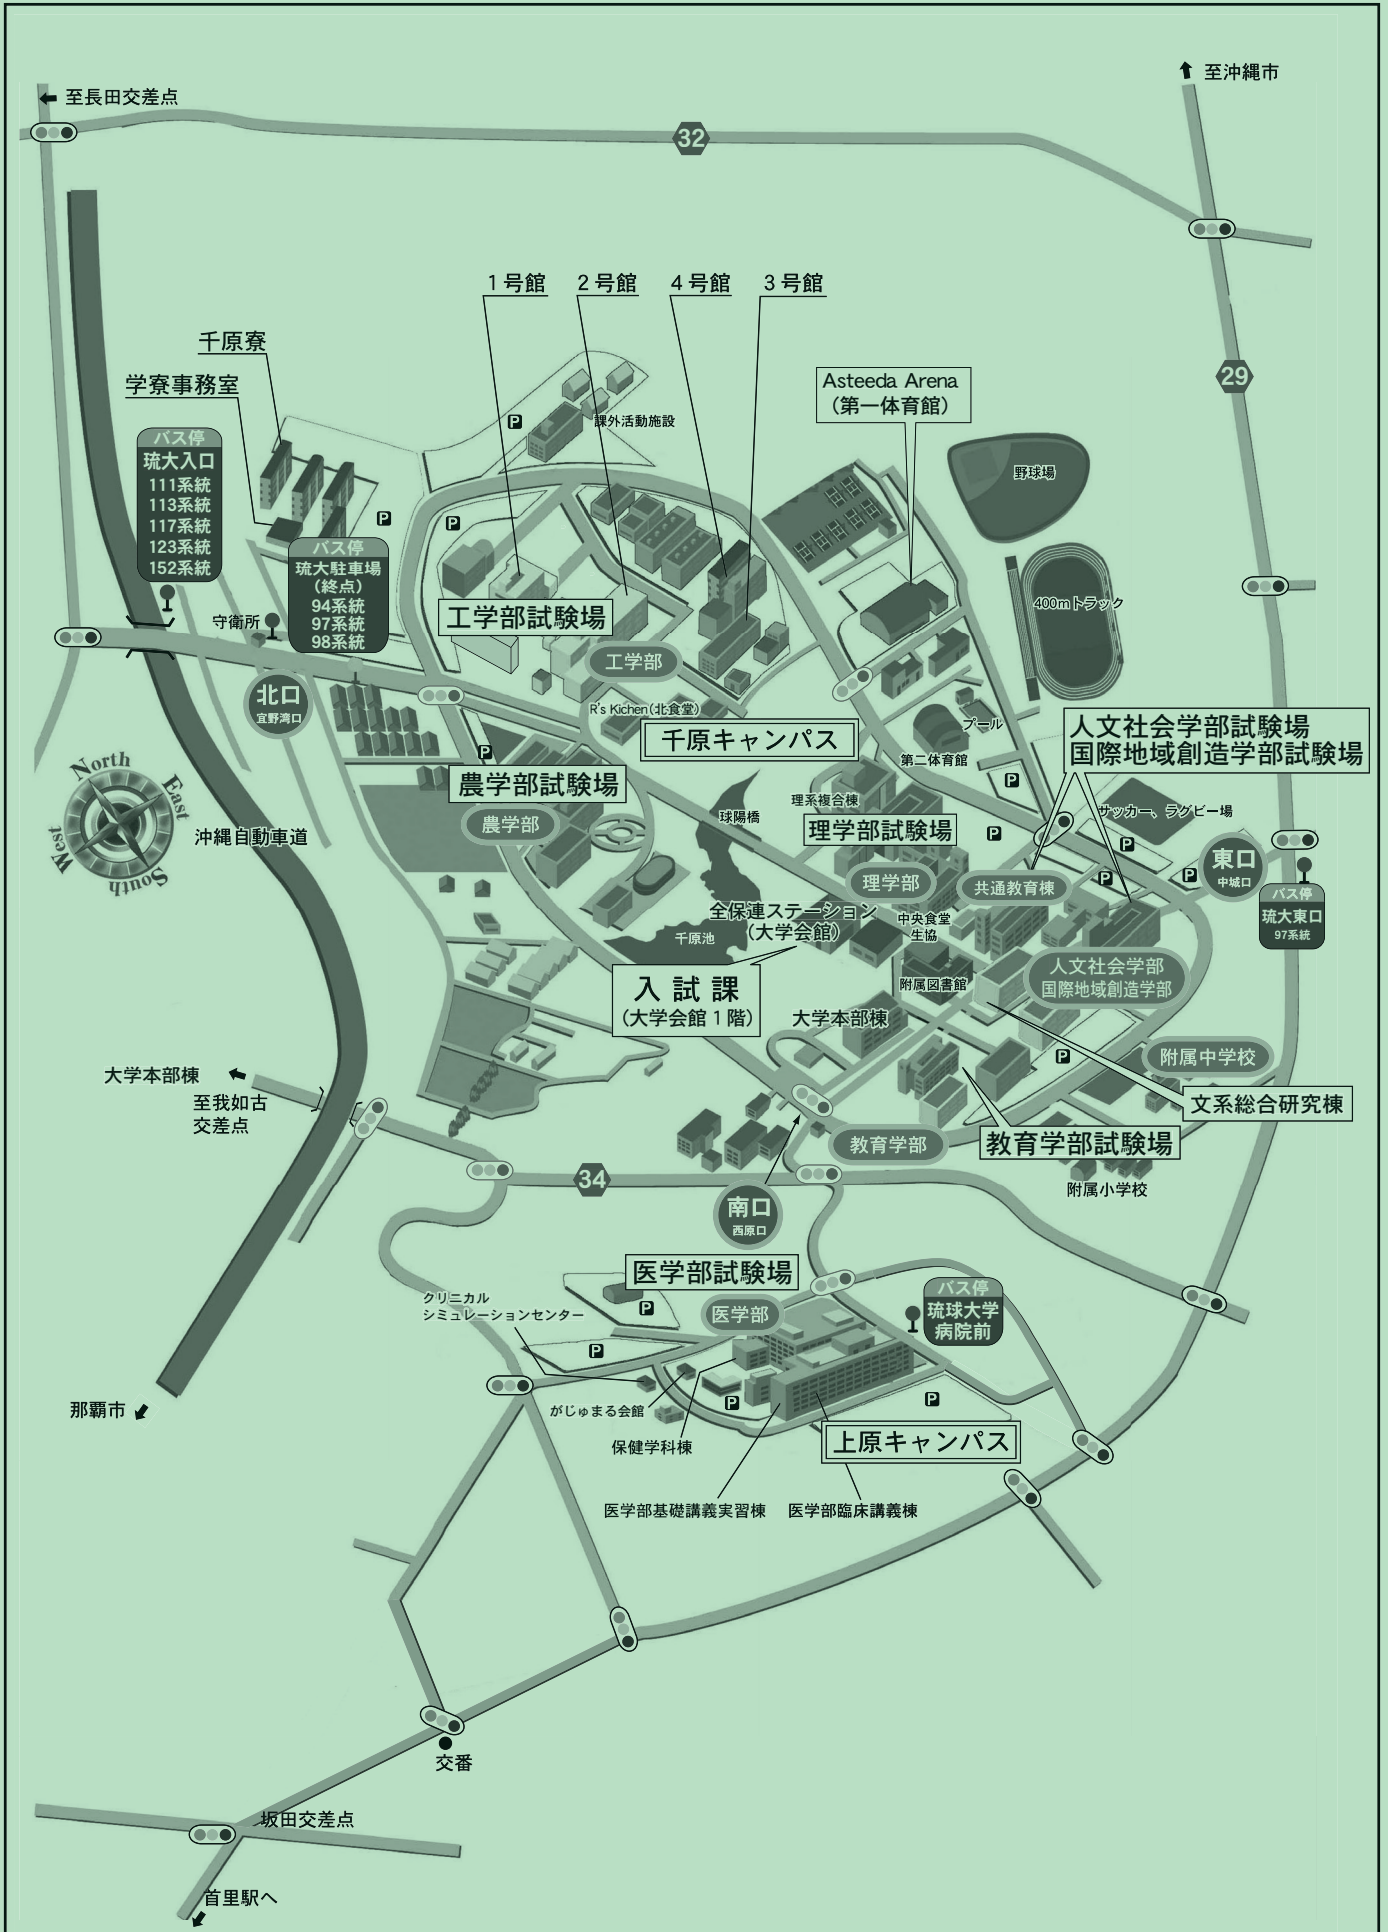 至沖縄市
至長田交差点
32
29
1号館
2号館
4号館
3号館
千原寮
学寮事務室
Asteeda Arena
(第一体育館)
P
課外活動施設
バス停
琉大入口
111系統
113系統
117系統
123系統
152系統
野球場
P
P
バス停
琉大駐車場
(終点)
94系統
97系統
98系統
400mトラック
守衛所
工学部試験場
工学部
北口
宜野湾口
R's Kichen(北食堂)
千原キャンパス
プール
第二体育館
人文社会学部試験場
国際地域創造学部試験場
P
P
North
East
West
South
農学部試験場
農学部
沖縄自動車道
球陽橋
理系複合棟
理学部試験場
P
サッカー、ラグビー場
P
東口
中城口
理学部
共通教育棟
P
P
バス停
琉大東口
97系統
全保連ステーション
(大学会館)
中央食堂
生協
千原池
入試課
(大学会館1階)
附属図書館
人文社会学部
国際地域創造学部
大学本部棟
P
附属中学校
大学本部棟
至我如古
交差点
文系総合研究棟
教育学部
教育学部試験場
34
附属小学校
南口
西原口
医学部試験場
クリニカル
シミュレーションセンター
P
医学部
バス停
琉球大学
病院前
P
那覇市
がじゅまる会館
P
P
保健学科棟
上原キャンパス
医学部基礎講義実習棟
医学部臨床講義棟
交番
坂田交差点
首里駅へ